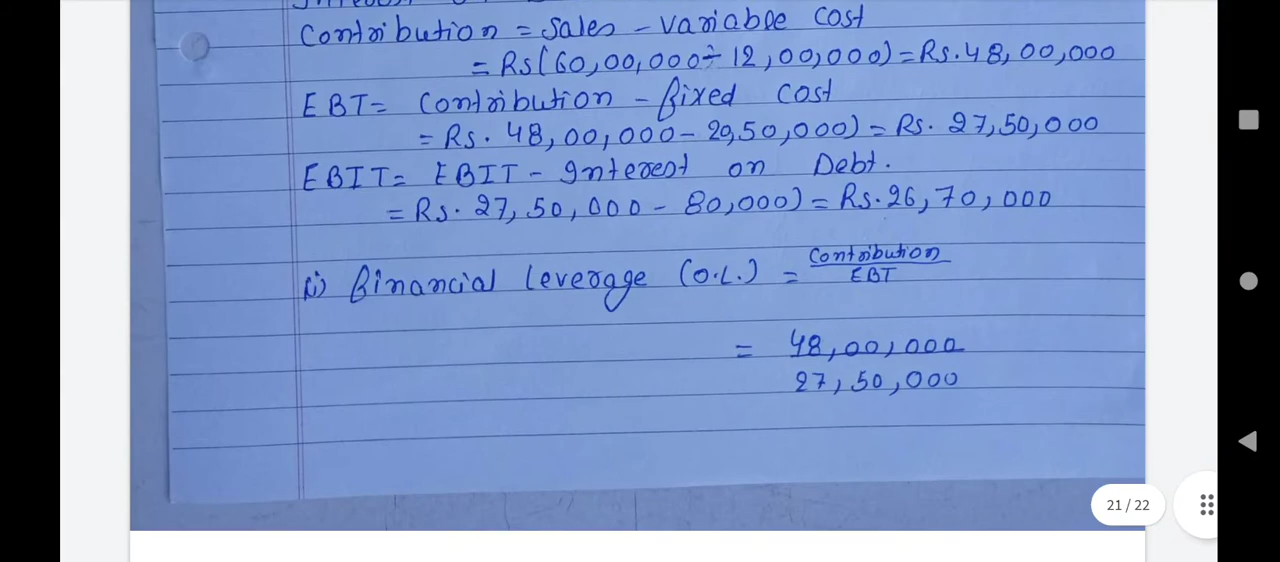 Contribution = Sales - Variable Cost
= Rs(60,00,000÷12,00,000) = Rs.48,00,000
EBT = Contribution - fixed cost
= Rs. 48,00,000 - 20,50,000) = Rs. 27,50,000
EBIT = EBIT - Interest on Debt.
= Rs. 27,50,000 - 80,000) = Rs.26,70,000
(i) financial leverage (O.L.) = Contribution
EBT
= 48,00,000
27,50,000
21 / 22